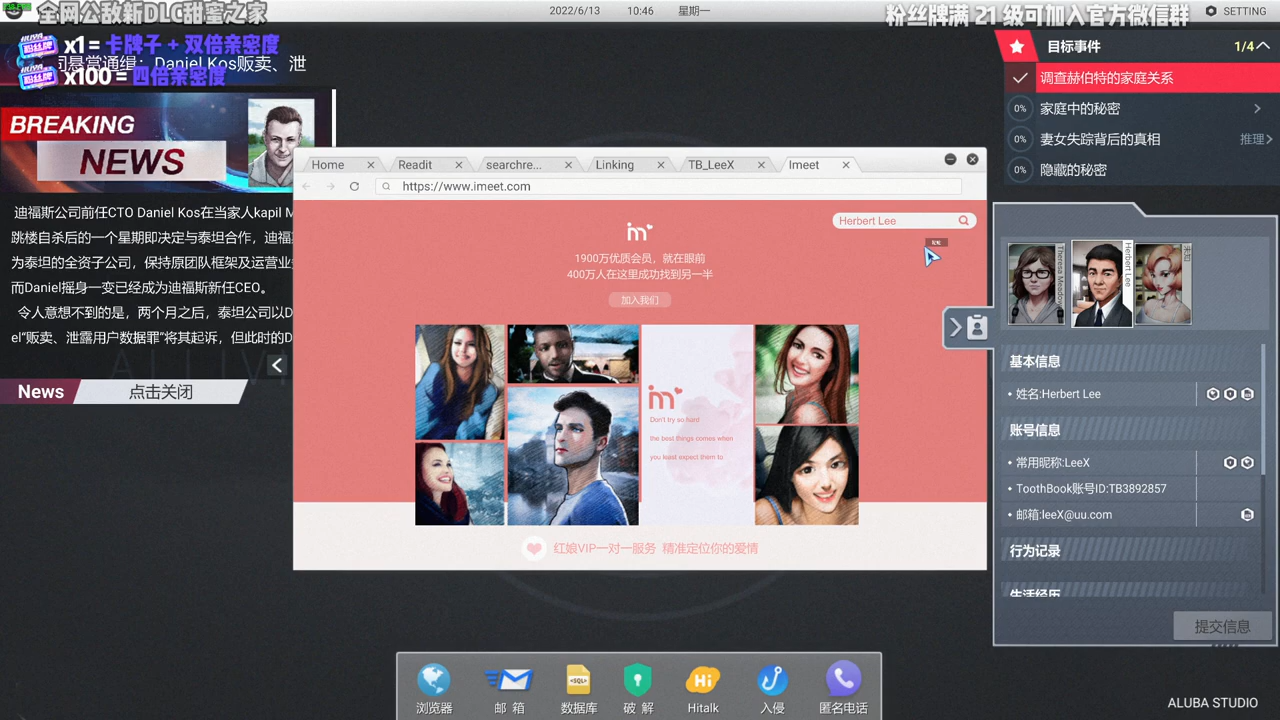 全网公敌新DLC甜蜜之家
2022/6/13 10:46 星期一
粉丝牌满 21 级可加入官方微信群
SETTING
x1 = 卡牌子 + 双倍亲密度
司悬赏通缉：Daniel Kos贩卖、泄
x100 = 四倍亲密度
BREAKING
NEWS
迪福斯公司前任CTO Daniel Kos在当家人kapil M
跳楼自杀后的一个星期即决定与泰坦合作，迪福
为泰坦的全资子公司，保持原团队框架及运营业
而Daniel摇身一变已经成为迪福斯新任CEO。
令人意想不到的是，两个月之后，泰坦公司以D
el“贩卖、泄露用户数据罪”将其起诉，但此时的D
News 点击关闭
Home
Readit
searchre...
Linking
TB_LeeX
Imeet
https://www.imeet.com
Herbert Lee
im
1900万优质会员，就在眼前
400万人在这里成功找到另一半
加入我们
im
Don't try so hard
the best things comes when
you least expect them to
红娘VIP一对一服务 精准定位你的爱情
目标事件 1/4
调查赫伯特的家庭关系
0% 家庭中的秘密
0% 妻女失踪背后的真相 推理
0% 隐藏的秘密
Theresa Meadow
Herbert Lee
未知
基本信息
• 姓名:Herbert Lee
账号信息
• 常用昵称:LeeX
• ToothBook账号ID:TB3892857
• 邮箱:leeX@uu.com
行为记录
生活经历
提交信息
浏览器
邮 箱
<SQL>
数据库
破 解
Hi
Hitalk
入侵
匿名电话
ALUBA STUDIO